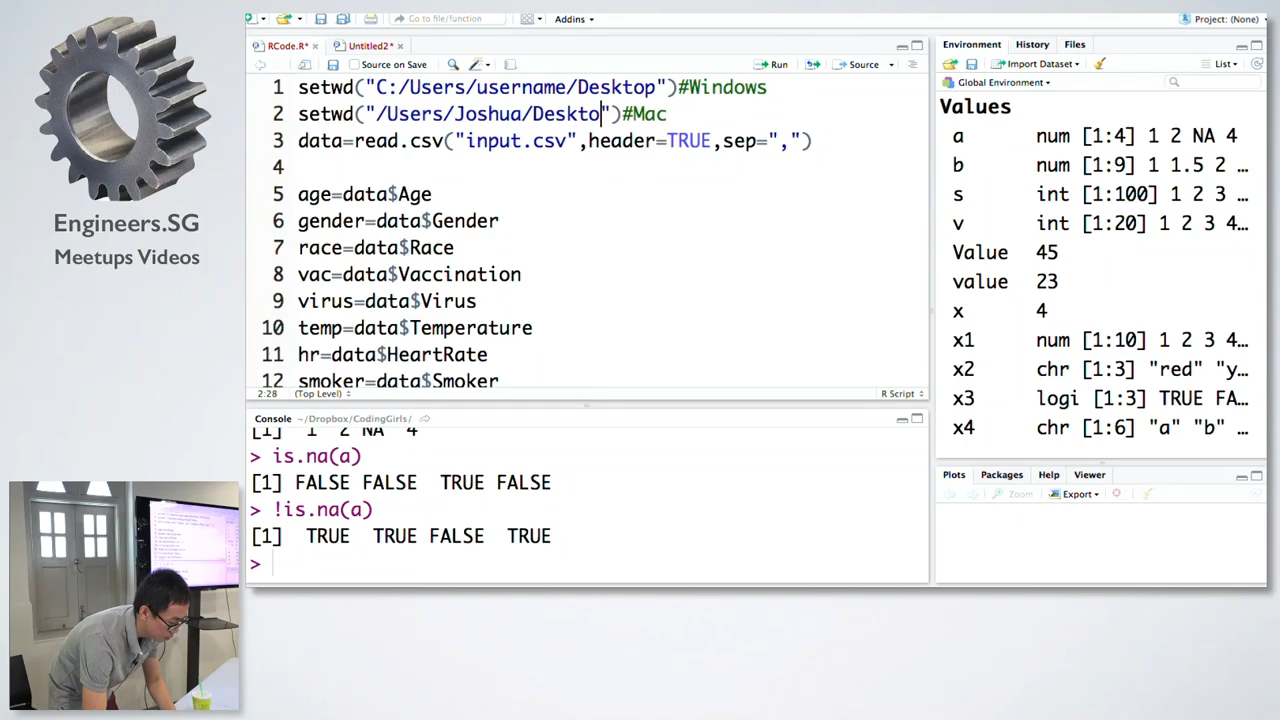 Go to file/function
Addins
Project: (None)
RCode.R*
Untitled2*
Source on Save
Run
Source
1 setwd("C:/Users/username/Desktop")#Windows
2 setwd("/Users/Joshua/Deskto")#Mac
3 data=read.csv("input.csv",header=TRUE,sep=",")
4
5 age=data$Age
6 gender=data$Gender
7 race=data$Race
8 vac=data$Vaccination
9 virus=data$Virus
10 temp=data$Temperature
11 hr=data$HeartRate
12 smoker=data$Smoker
2:28 (Top Level) R Script
Console ~/Dropbox/CodingGirls/
[1] 1 2 NA 4
> is.na(a)
[1] FALSE FALSE TRUE FALSE
> !is.na(a)
[1] TRUE TRUE FALSE TRUE
>
Environment History Files
Import Dataset List
Global Environment
Values
a num [1:4] 1 2 NA 4
b num [1:9] 1 1.5 2 …
s int [1:100] 1 2 3 …
v int [1:20] 1 2 3 4…
Value 45
value 23
x 4
x1 num [1:10] 1 2 3 4…
x2 chr [1:3] "red" "y…
x3 logi [1:3] TRUE FA…
x4 chr [1:6] "a" "b" …
Plots Packages Help Viewer
Zoom Export
Engineers.SG
Meetups Videos